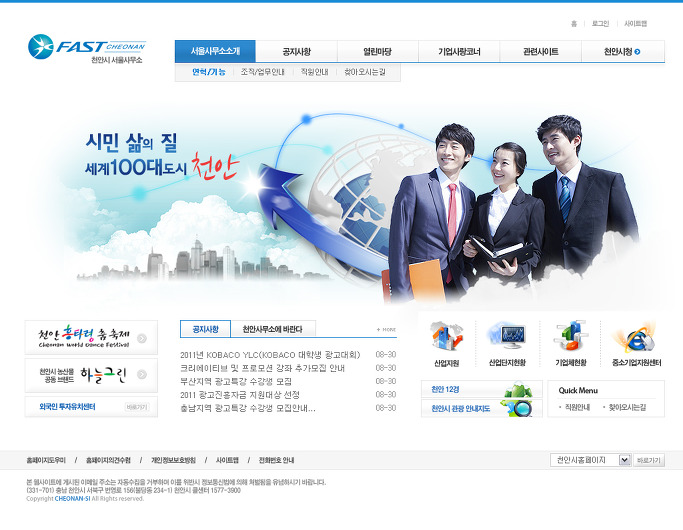 홈 | 로그인 | 사이트맵
FAST CHEONAN
천안시 서울사무소
서울사무소소개 공지사항 열린마당 기업사랑코너 관련사이트 천안시청
연혁/기능 조직/업무안내 직원안내 찾아오시는길
시민 삶의 질
세계100대도시 천안
천안 흥타령 춤 축제
Cheonan World Dance Festival
천안시 농산물
공동 브랜드 하늘그린
외국인 투자유치센터 바로가기
공지사항 천안사무소에 바란다 + MORE
2011년 KOBACO YLC(KOBACO 대학생 광고대회) 08-30
크리에이티브 및 프로모션 강좌 추가모집 안내 08-30
부산지역 광고특강 수강생 모집 08-30
2011 광고진흥자금 지원대상 선정 08-30
충남지역 광고특강 수강생 모집안내... 08-30
산업지원 산업단지현황 기업체현황 중소기업지원센터
천안 12경
천안시 관광 안내지도
Quick Menu
직원안내 찾아오시는길
홈페이지도우미 / 홈페이지의견수렴 / 개인정보보호방침 / 사이트맵 / 전화번호 안내
천안시홈페이지 바로가기
본 웹사이트에 게시된 이메일 주소는 자동수집을 거부하며 이를 위반시 정보통신법에 의해 처벌됨을 유념하시기 바랍니다.
(331-701) 충남 천안시 서북구 번영로 156(불당동 234-1) 천안시 콜센터 1577-3900
Copyright CHEONAN-SI All Rights reserved.